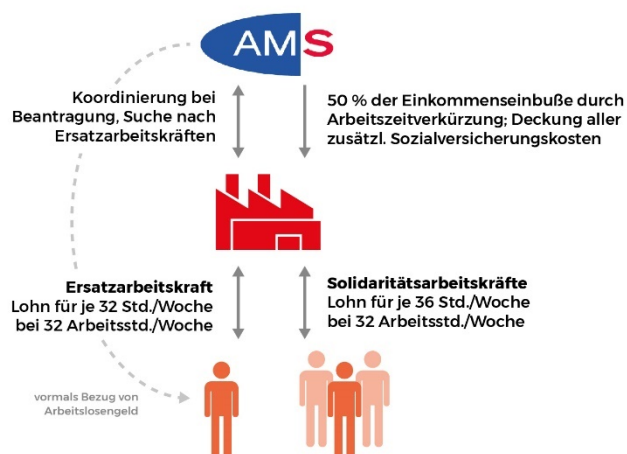 AMS
Koordinierung bei
Beantragung, Suche nach
Ersatzarbeitskräften
50 % der Einkommenseinbuße durch
Arbeitszeitverkürzung; Deckung aller
zusätzl. Sozialversicherungskosten
Ersatzarbeitskraft
Lohn für je 32 Std./Woche
bei 32 Arbeitsstd./Woche
Solidaritätsarbeitskräfte
Lohn für je 36 Std./Woche
bei 32 Arbeitsstd./Woche
vormals Bezug von
Arbeitslosengeld